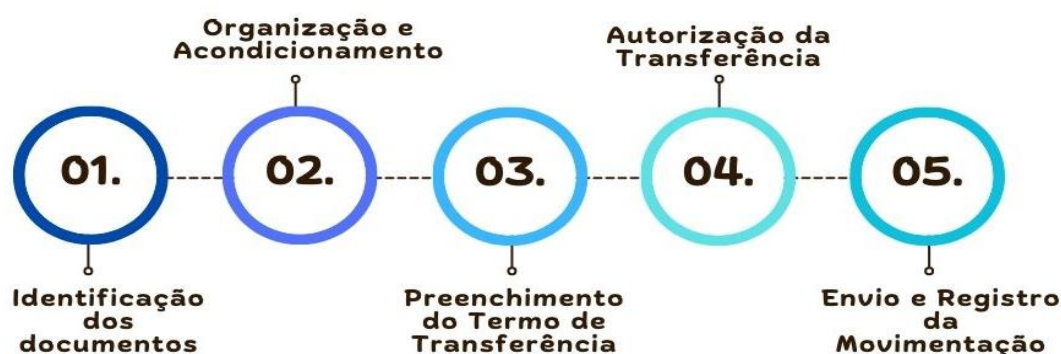 01.
Identificação
dos
documentos
Organização e
Acondicionamento
02.
03.
Preenchimento
do Termo de
Transferência
Autorização da
Transferência
04.
05.
Envio e Registro
da
Movimentação